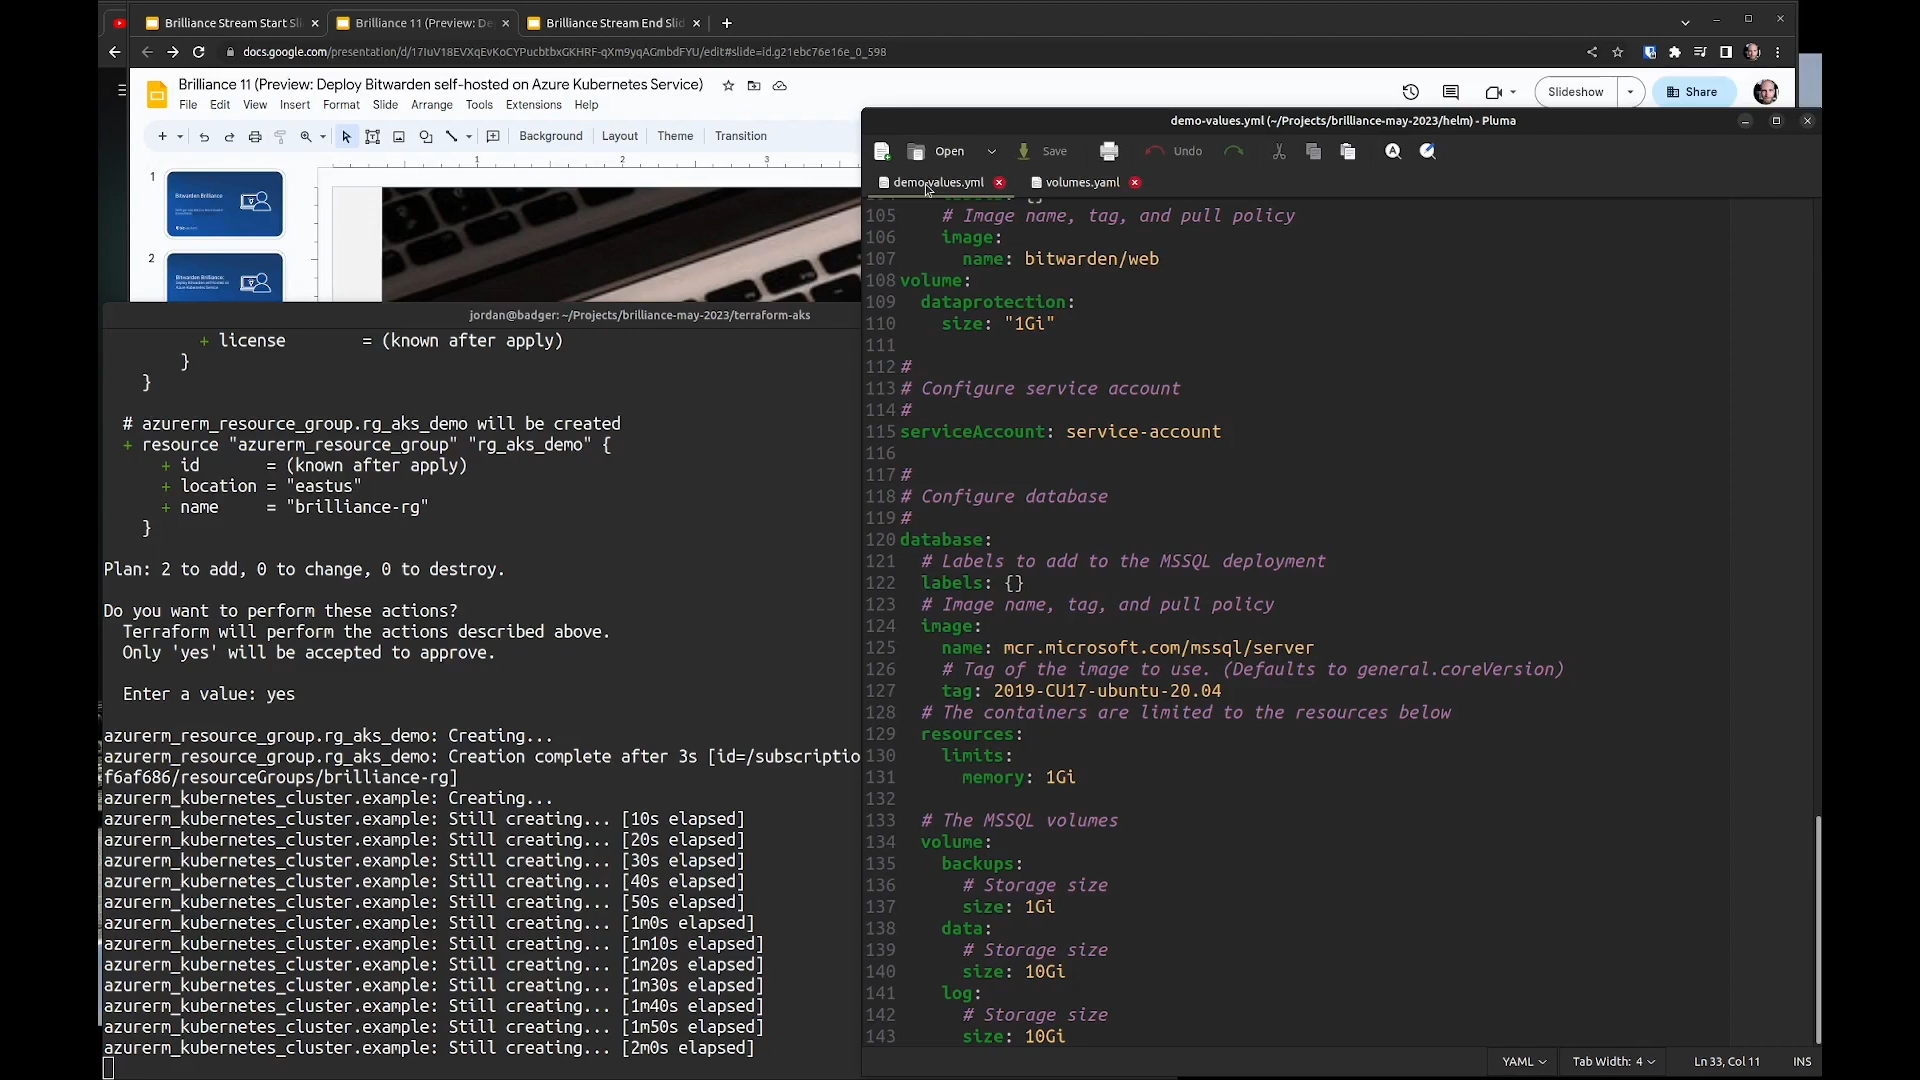 Brilliance Stream Start Sli
Brilliance 11 (Preview: De
Brilliance Stream End Slid
docs.google.com/presentation/d/17IuV18EVXqEvKoCYPucbtbxGKHRF-qXm9yqAGmbdFYU/edit#slide=id.g21ebc76e16e_0_598
Brilliance 11 (Preview: Deploy Bitwarden self-hosted on Azure Kubernetes Service)
File Edit View Insert Format Slide Arrange Tools Extensions Help
Slideshow
Share
Background Layout Theme Transition
1 2 3
1
Bitwarden Brilliance
2
Bitwarden Brilliance:
Deploy Bitwarden self-hosted on
Azure Kubernetes Service
jordan@badger: ~/Projects/brilliance-may-2023/terraform-aks
+ license = (known after apply)
}
}
# azurerm_resource_group.rg_aks_demo will be created
+ resource "azurerm_resource_group" "rg_aks_demo" {
+ id = (known after apply)
+ location = "eastus"
+ name = "brilliance-rg"
}
Plan: 2 to add, 0 to change, 0 to destroy.
Do you want to perform these actions?
Terraform will perform the actions described above.
Only 'yes' will be accepted to approve.
Enter a value: yes
azurerm_resource_group.rg_aks_demo: Creating...
azurerm_resource_group.rg_aks_demo: Creation complete after 3s [id=/subscriptio
f6af686/resourceGroups/brilliance-rg]
azurerm_kubernetes_cluster.example: Creating...
azurerm_kubernetes_cluster.example: Still creating... [10s elapsed]
azurerm_kubernetes_cluster.example: Still creating... [20s elapsed]
azurerm_kubernetes_cluster.example: Still creating... [30s elapsed]
azurerm_kubernetes_cluster.example: Still creating... [40s elapsed]
azurerm_kubernetes_cluster.example: Still creating... [50s elapsed]
azurerm_kubernetes_cluster.example: Still creating... [1m0s elapsed]
azurerm_kubernetes_cluster.example: Still creating... [1m10s elapsed]
azurerm_kubernetes_cluster.example: Still creating... [1m20s elapsed]
azurerm_kubernetes_cluster.example: Still creating... [1m30s elapsed]
azurerm_kubernetes_cluster.example: Still creating... [1m40s elapsed]
azurerm_kubernetes_cluster.example: Still creating... [1m50s elapsed]
azurerm_kubernetes_cluster.example: Still creating... [2m0s elapsed]
demo-values.yml (~/Projects/brilliance-may-2023/helm) - Pluma
Open Save Undo
demo-values.yml volumes.yaml
105 # Image name, tag, and pull policy
106 image:
107 name: bitwarden/web
108 volume:
109 dataprotection:
110 size: "1Gi"
111
112 #
113 # Configure service account
114 #
115 serviceAccount: service-account
116
117 #
118 # Configure database
119 #
120 database:
121 # Labels to add to the MSSQL deployment
122 labels: {}
123 # Image name, tag, and pull policy
124 image:
125 name: mcr.microsoft.com/mssql/server
126 # Tag of the image to use. (Defaults to general.coreVersion)
127 tag: 2019-CU17-ubuntu-20.04
128 # The containers are limited to the resources below
129 resources:
130 limits:
131 memory: 1Gi
132
133 # The MSSQL volumes
134 volume:
135 backups:
136 # Storage size
137 size: 1Gi
138 data:
139 # Storage size
140 size: 10Gi
141 log:
142 # Storage size
143 size: 10Gi
YAML Tab Width: 4 Ln 33, Col 11 INS